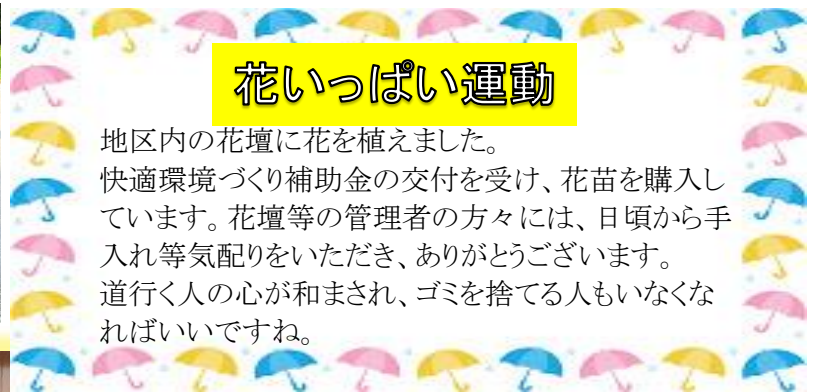 花いっぱい運動
地区内の花壇に花を植えました。
快適環境づくり補助金の交付を受け、花苗を購入し
ています。花壇等の管理者の方々には、日頃から手
入れ等気配りをいただき、ありがとうございます。
道行く人の心が和まされ、ゴミを捨てる人もいなくな
ればいいですね。